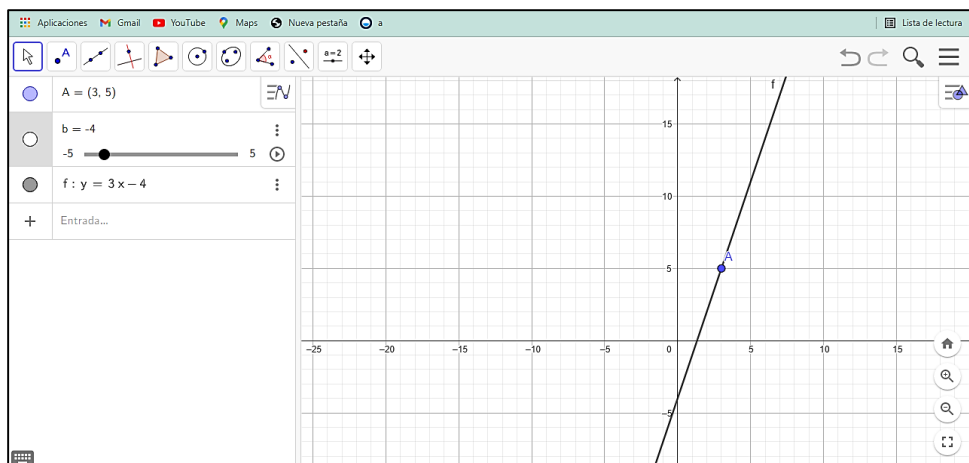 Aplicaciones Gmail YouTube Maps Nueva pestaña a Lista de lectura
A a=2
A = (3, 5)
b = -4
-5 5
f : y = 3 x – 4
+ Entrada...
f
15
10
A
5
−25 −20 −15 −10 −5 0 5 10 15
−5